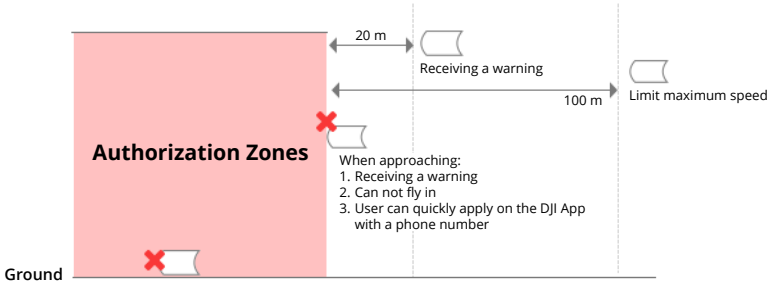 20 m
Receiving a warning
Limit maximum speed
100 m
Authorization Zones
When approaching:
1. Receiving a warning
2. Can not fly in
3. User can quickly apply on the DJI App
with a phone number
Ground